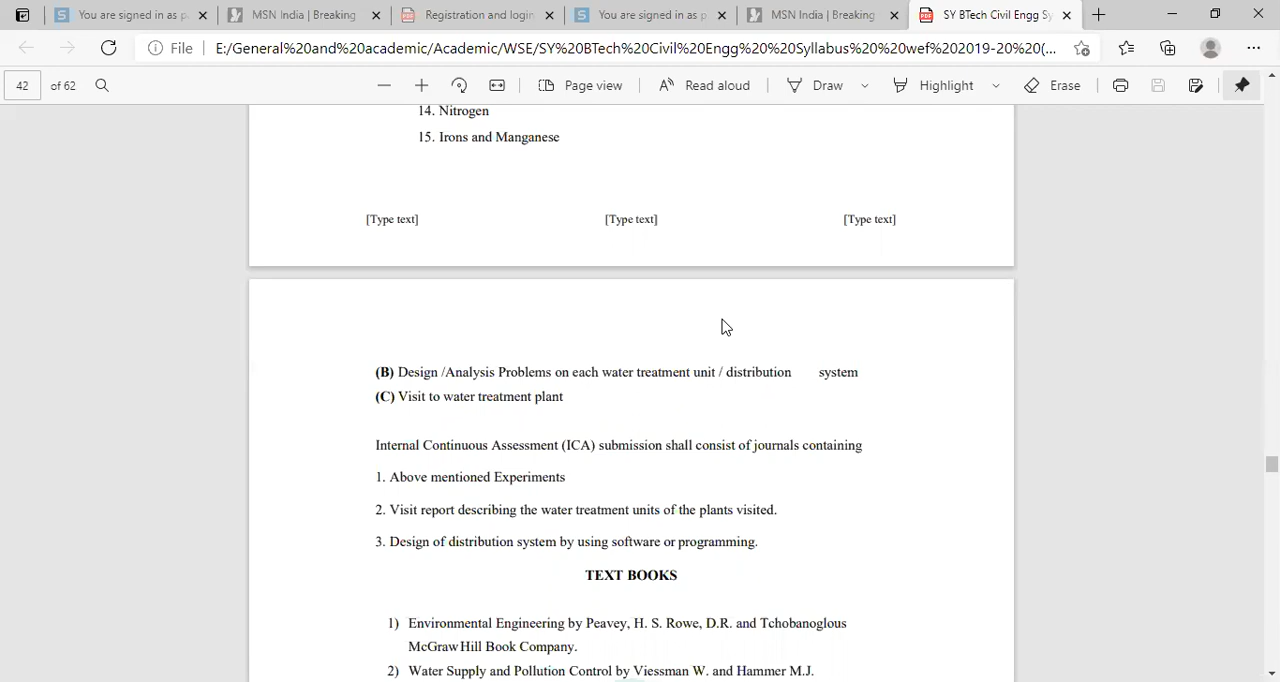 You are signed in as p
MSN India | Breaking
Registration and login
You are signed in as p
MSN India | Breaking
SY BTech Civil Engg Sy
File
E:/General%20and%20academic/Academic/WSE/SY%20BTech%20Civil%20Engg%20%20Syllabus%20%20wef%202019-20%20(...
42 of 62
Page view
Read aloud
Draw
Highlight
Erase
14. Nitrogen
15. Irons and Manganese
[Type text] [Type text] [Type text]
(B) Design /Analysis Problems on each water treatment unit / distribution system
(C) Visit to water treatment plant
Internal Continuous Assessment (ICA) submission shall consist of journals containing
1. Above mentioned Experiments
2. Visit report describing the water treatment units of the plants visited.
3. Design of distribution system by using software or programming.
TEXT BOOKS
1) Environmental Engineering by Peavey, H. S. Rowe, D.R. and Tchobanoglous
McGraw Hill Book Company.
2) Water Supply and Pollution Control by Viessman W. and Hammer M.J.